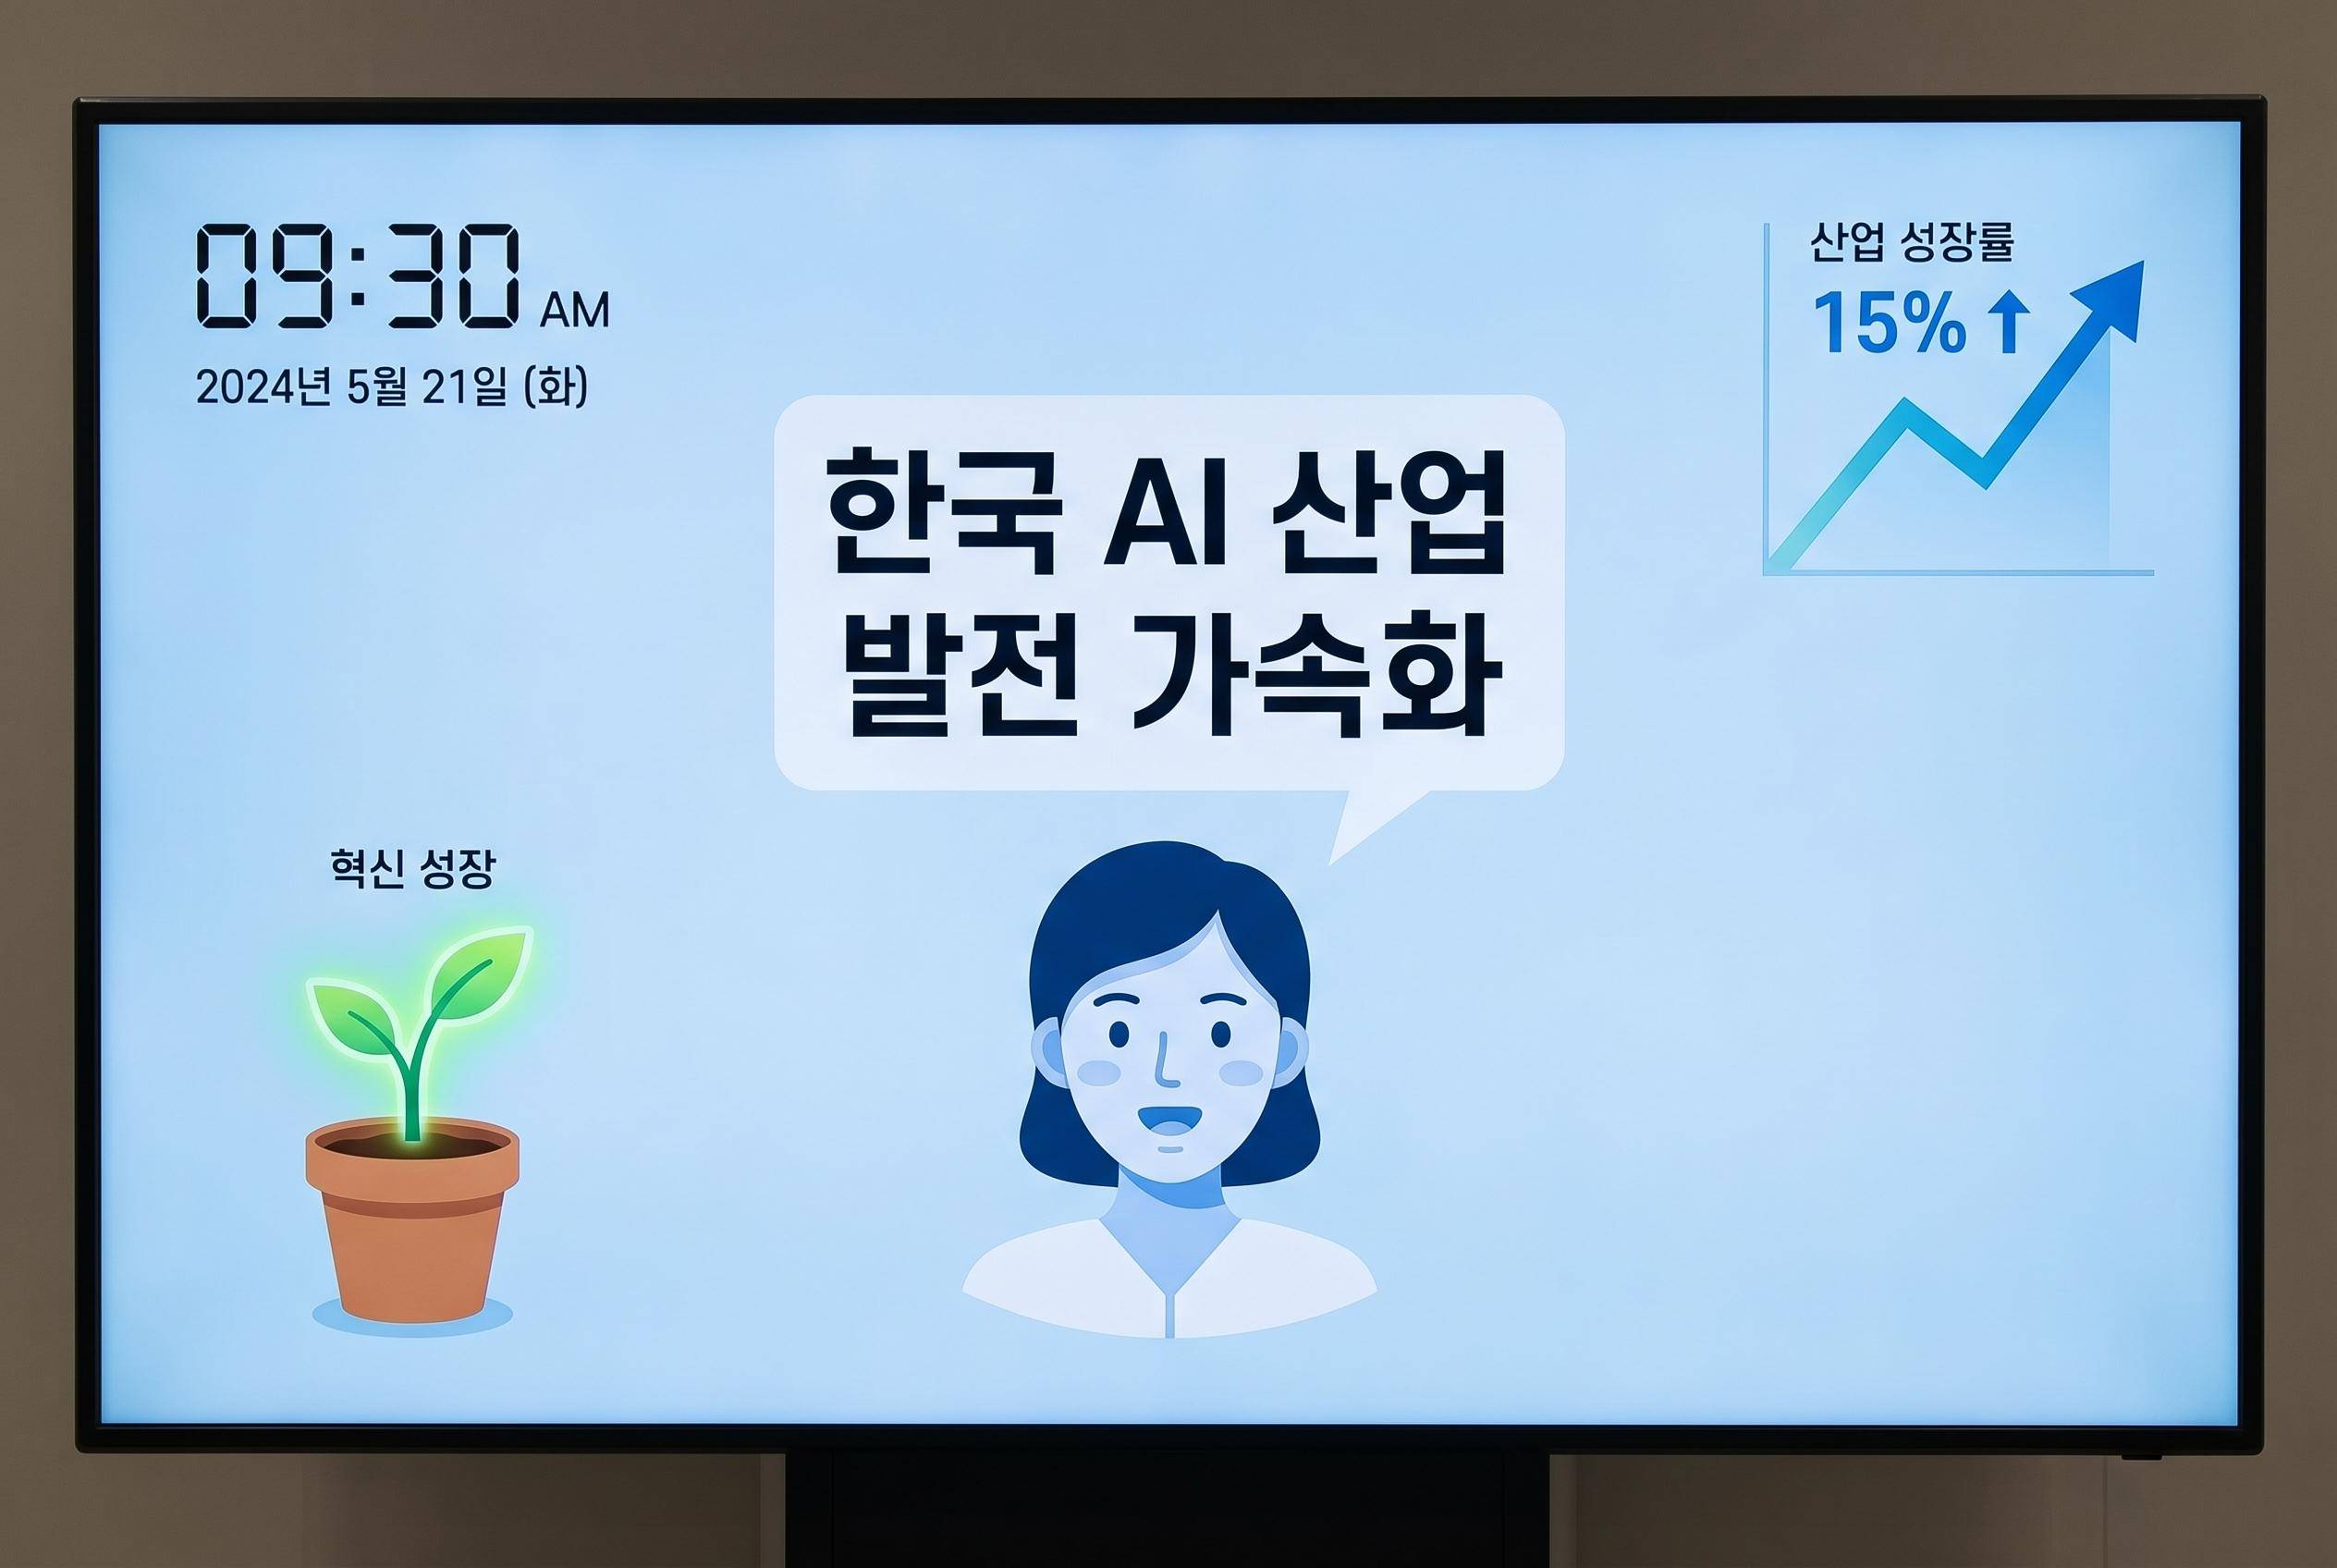 09:30 AM
2024년 5월 21일 (화)
산업 성장률
15% ↑
한국 AI 산업
발전 가속화
혁신 성장